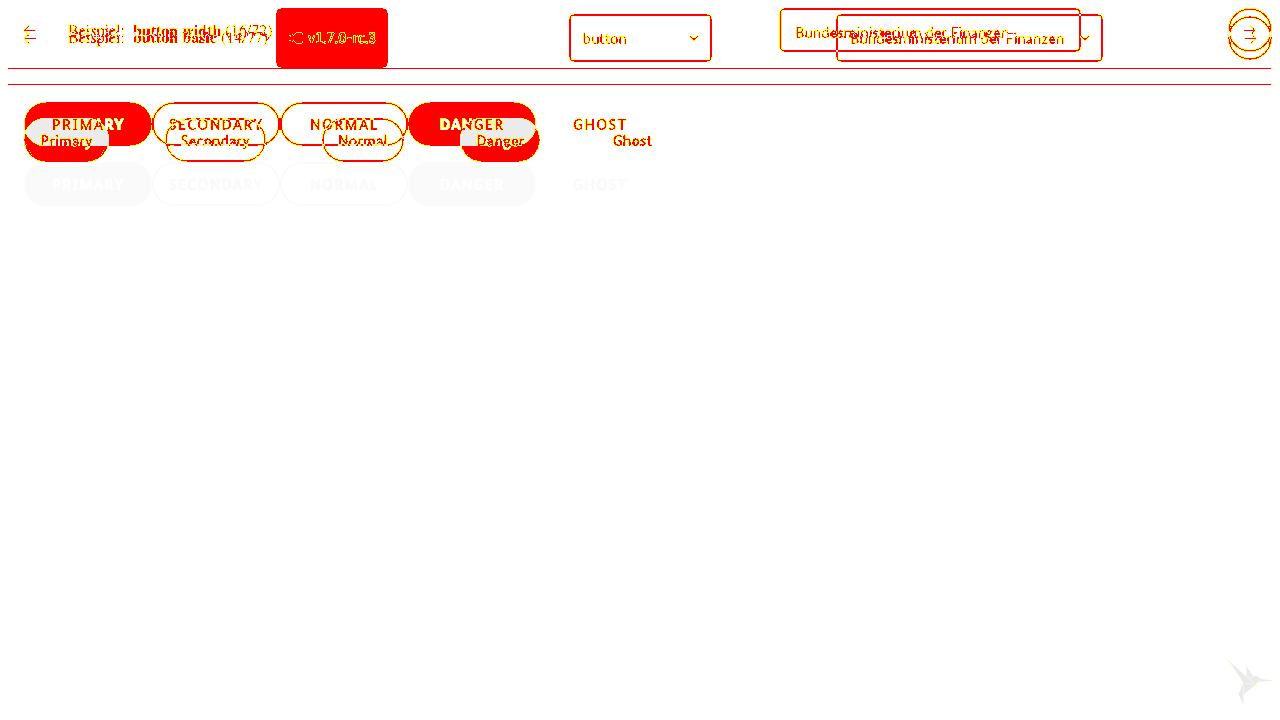 Beispiel: button width (16/73)
Beispiel: button basic (14/77)
v1.7.0-rc.3
button
Bundesministerium der Finanzen
Bundesministerium der Finanzen
PRIMARY SECONDARY NORMAL DANGER GHOST
Primary Secondary Normal Danger Ghost
PRIMARY SECONDARY NORMAL DANGER GHOST